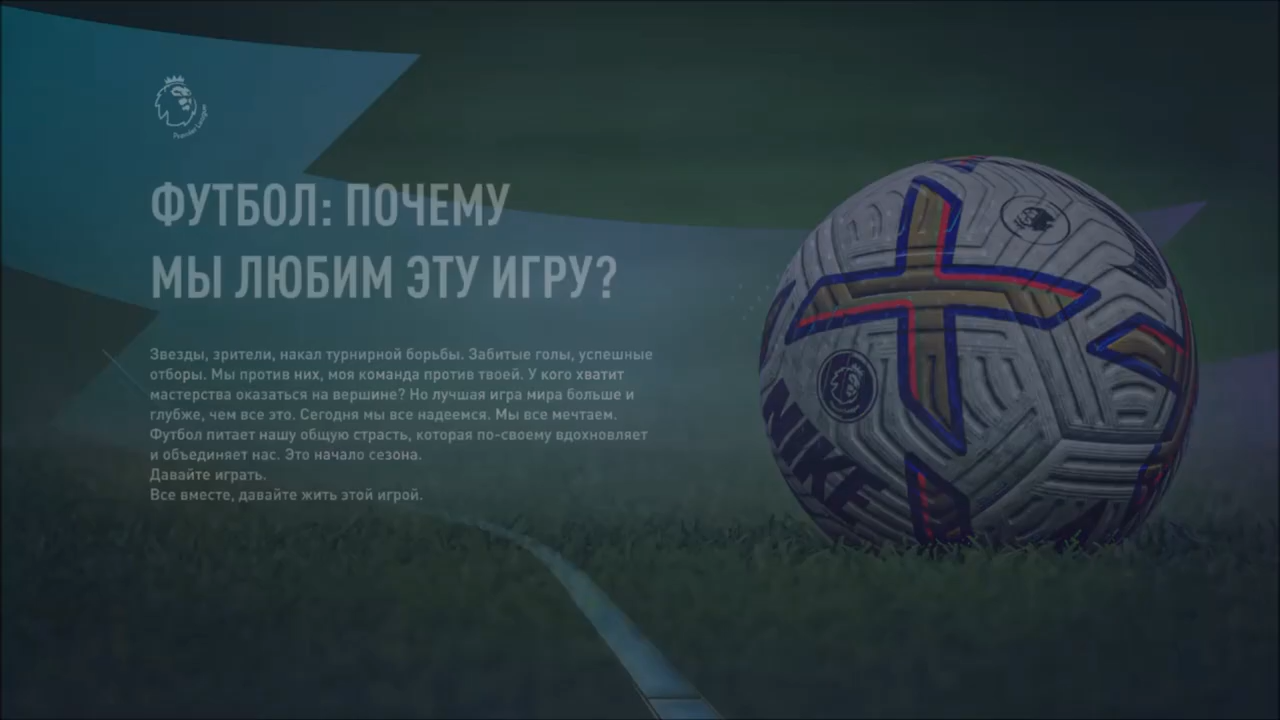 Premier League
ФУТБОЛ: ПОЧЕМУ
МЫ ЛЮБИМ ЭТУ ИГРУ?
Звезды, зрители, накал турнирной борьбы. Забитые голы, успешные
отборы. Мы против них, моя команда против твоей. У кого хватит
мастерства оказаться на вершине? Но лучшая игра мира больше и
глубже, чем все это. Сегодня мы все надеемся. Мы все мечтаем.
Футбол питает нашу общую страсть, которая по-своему вдохновляет
и объединяет нас. Это начало сезона.
Давайте играть.
Все вместе, давайте жить этой игрой.
NIKE